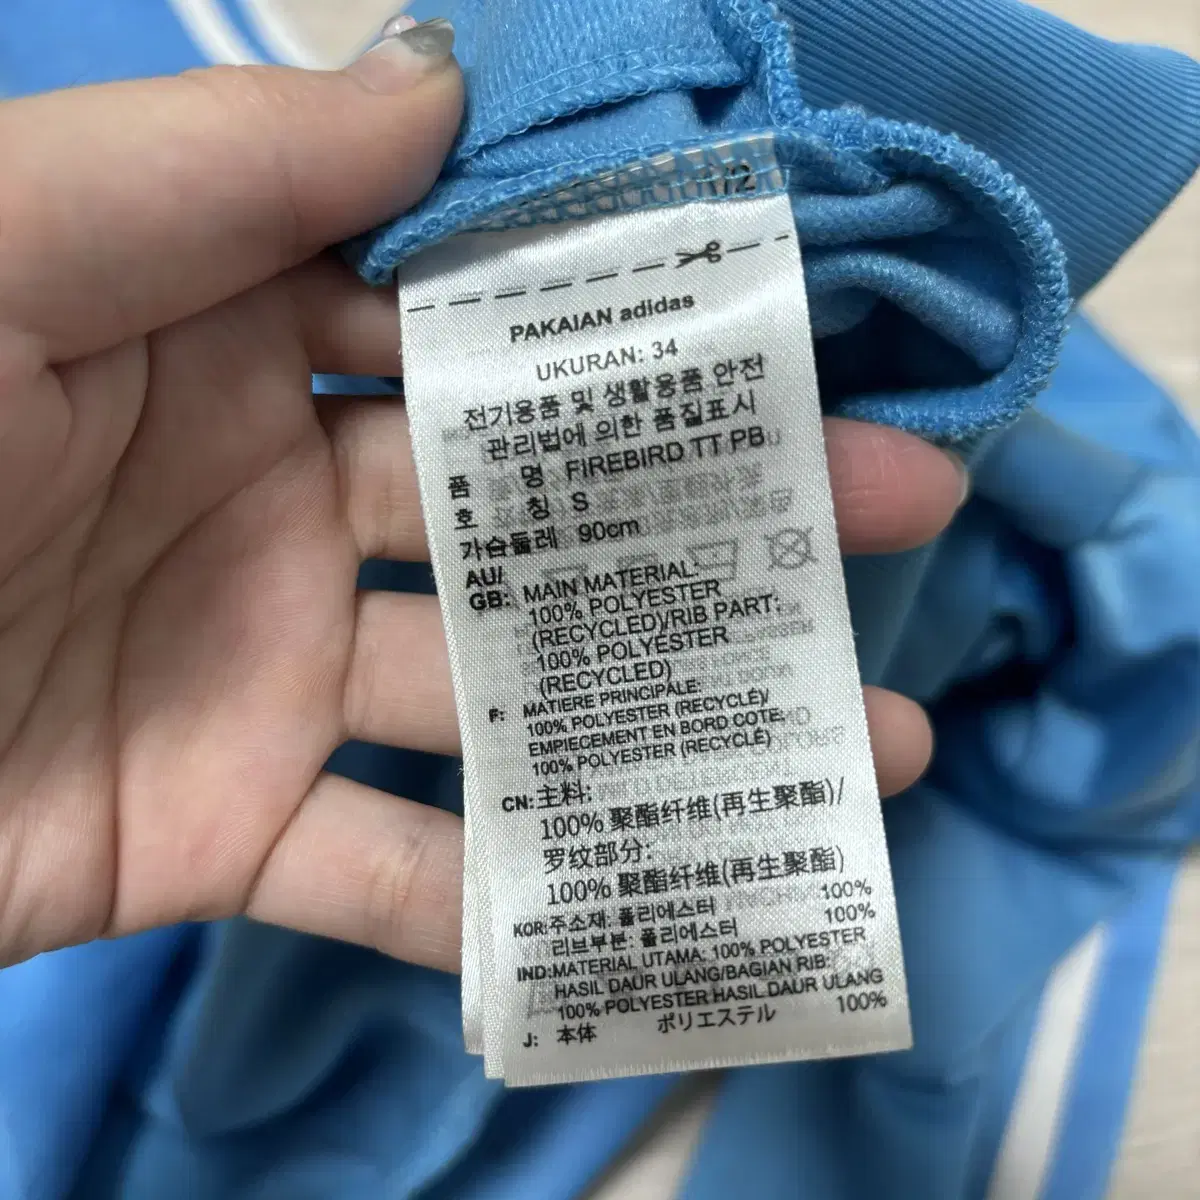 /2
PAKAIAN adidas
UKURAN: 34
전기용품 및 생활용품 안전
관리법에 의한 품질표시
품 명 FIREBIRD TT PB
호 칭 S
가슴둘레 90cm
AU/
GB: MAIN MATERIAL:
100% POLYESTER
(RECYCLED)/RIB PART:
100% POLYESTER
(RECYCLED)
F: MATIERE PRINCIPALE:
100% POLYESTER (RECYCLÉ)/
EMPIECEMENT EN BORD COTE:
100% POLYESTER (RECYCLÉ)
CN: 主料:
100% 聚酯纤维(再生聚酯)/
罗纹部分:
100% 聚酯纤维(再生聚酯)
KOR: 주소재: 폴리에스터 100%
리브부분: 폴리에스터 100%
IND: MATERIAL UTAMA: 100% POLYESTER
HASIL DAUR ULANG/BAGIAN RIB:
100% POLYESTER HASIL DAUR ULANG
J: 本体 ポリエステル 100%